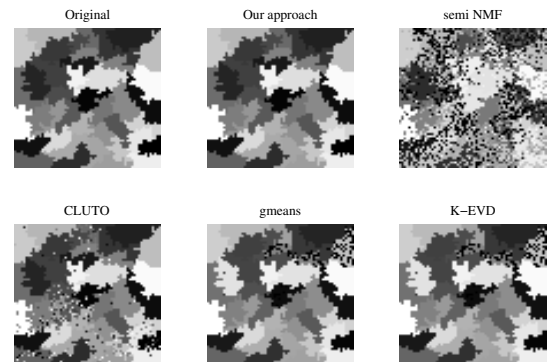 Original
Our approach
semi NMF
CLUTO
gmeans
K−EVD